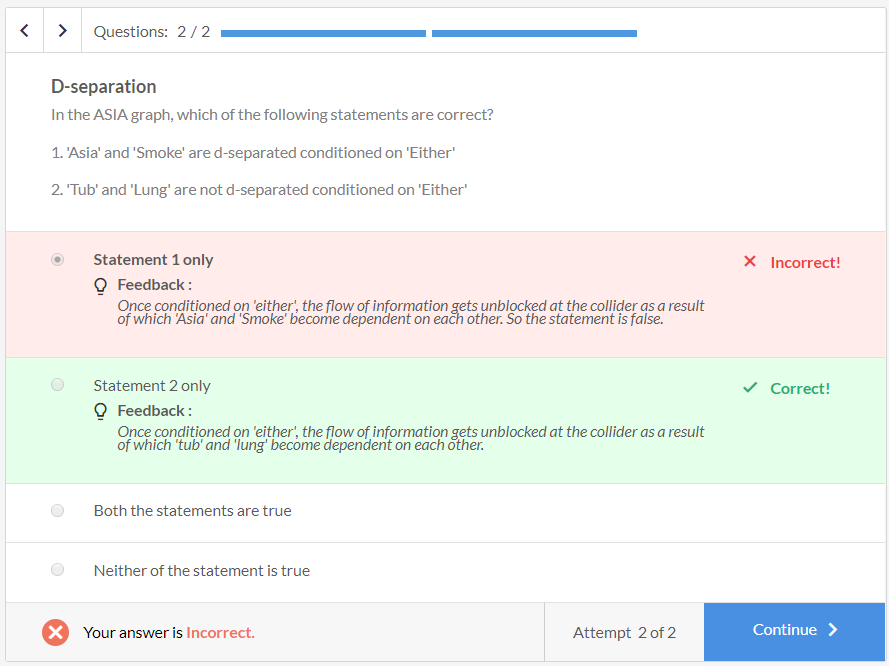 Questions: 2 / 2
D-separation
In the ASIA graph, which of the following statements are correct?
1. 'Asia' and 'Smoke' are d-separated conditioned on 'Either'
2. 'Tub' and 'Lung' are not d-separated conditioned on 'Either'
Statement 1 only
Incorrect!
Feedback :
Once conditioned on 'either', the flow of information gets unblocked at the collider as a result
of which 'Asia' and 'Smoke' become dependent on each other. So the statement is false.
Statement 2 only
Correct!
Feedback :
Once conditioned on 'either', the flow of information gets unblocked at the collider as a result
of which 'tub' and 'lung' become dependent on each other.
Both the statements are true
Neither of the statement is true
Your answer is Incorrect.
Attempt 2 of 2
Continue